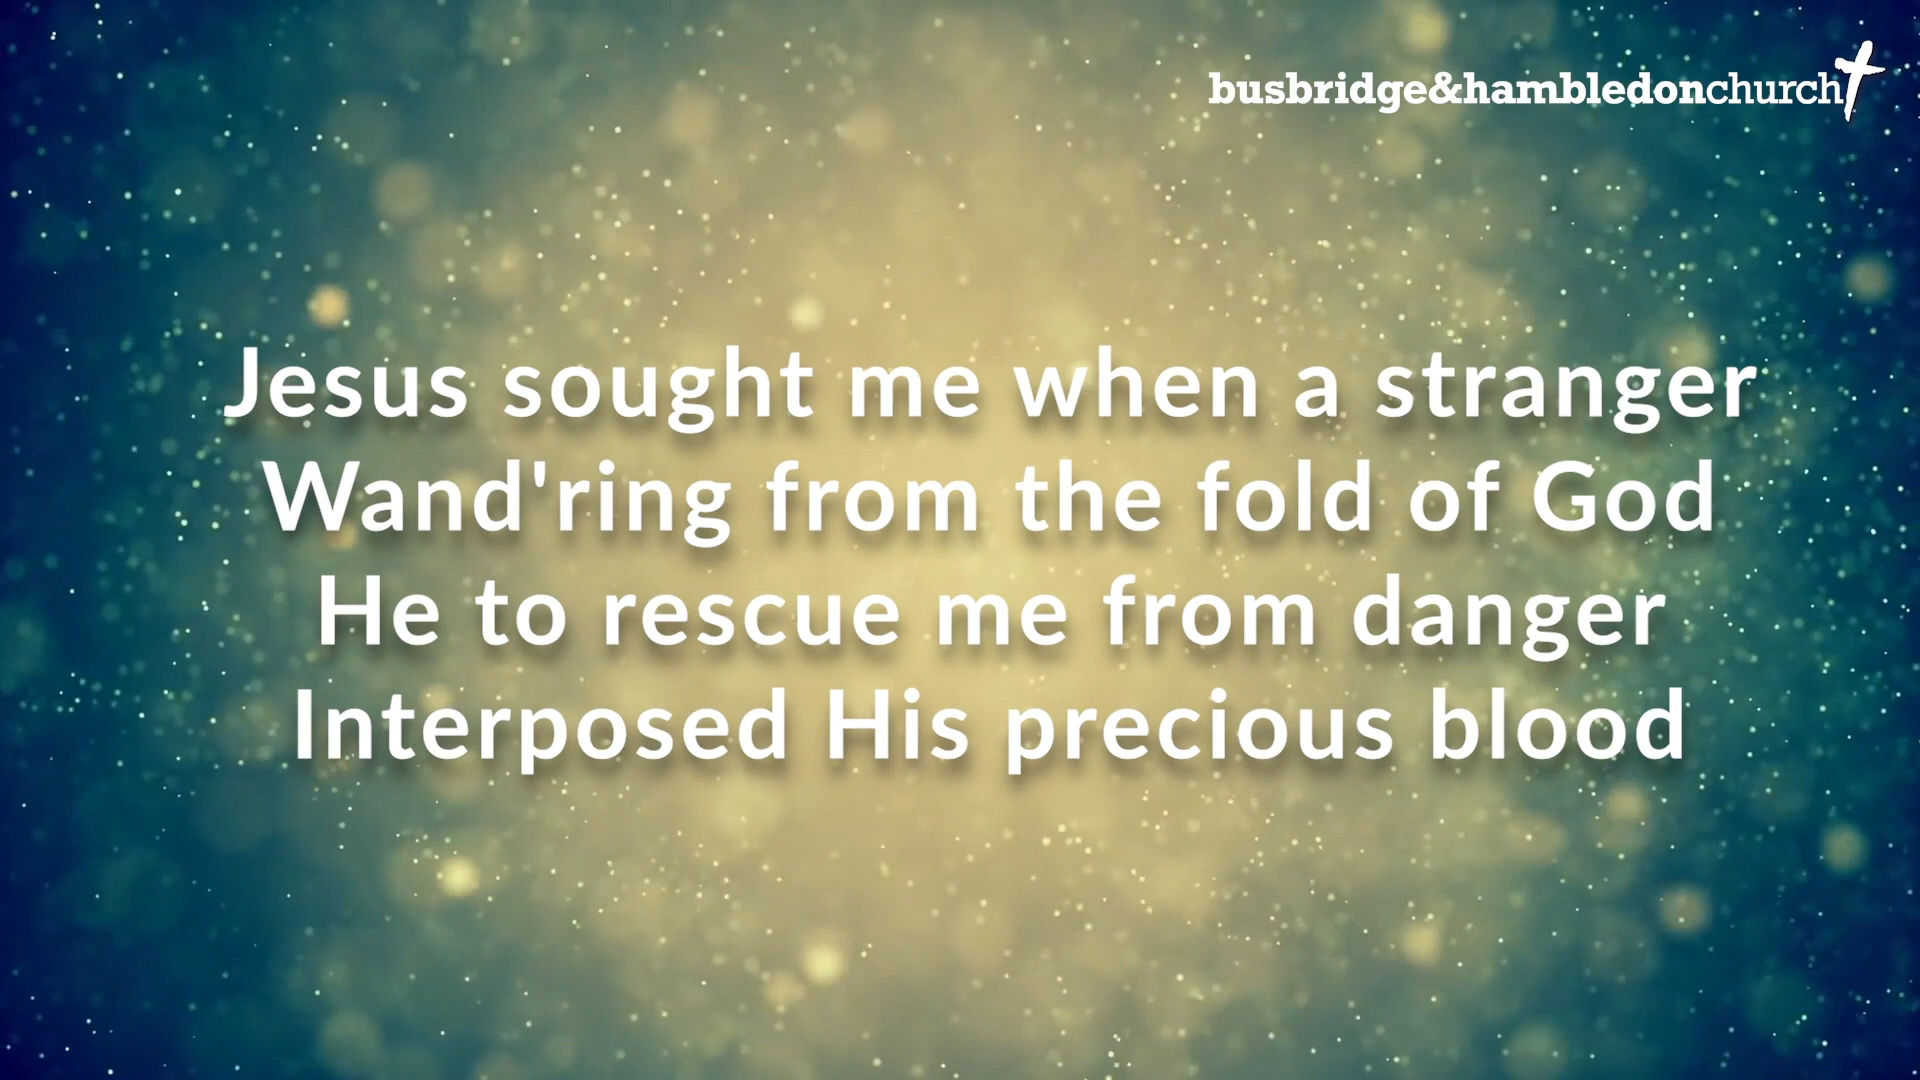 busbridge&hambledonchurch
Jesus sought me when a stranger
Wand'ring from the fold of God
He to rescue me from danger
Interposed His precious blood